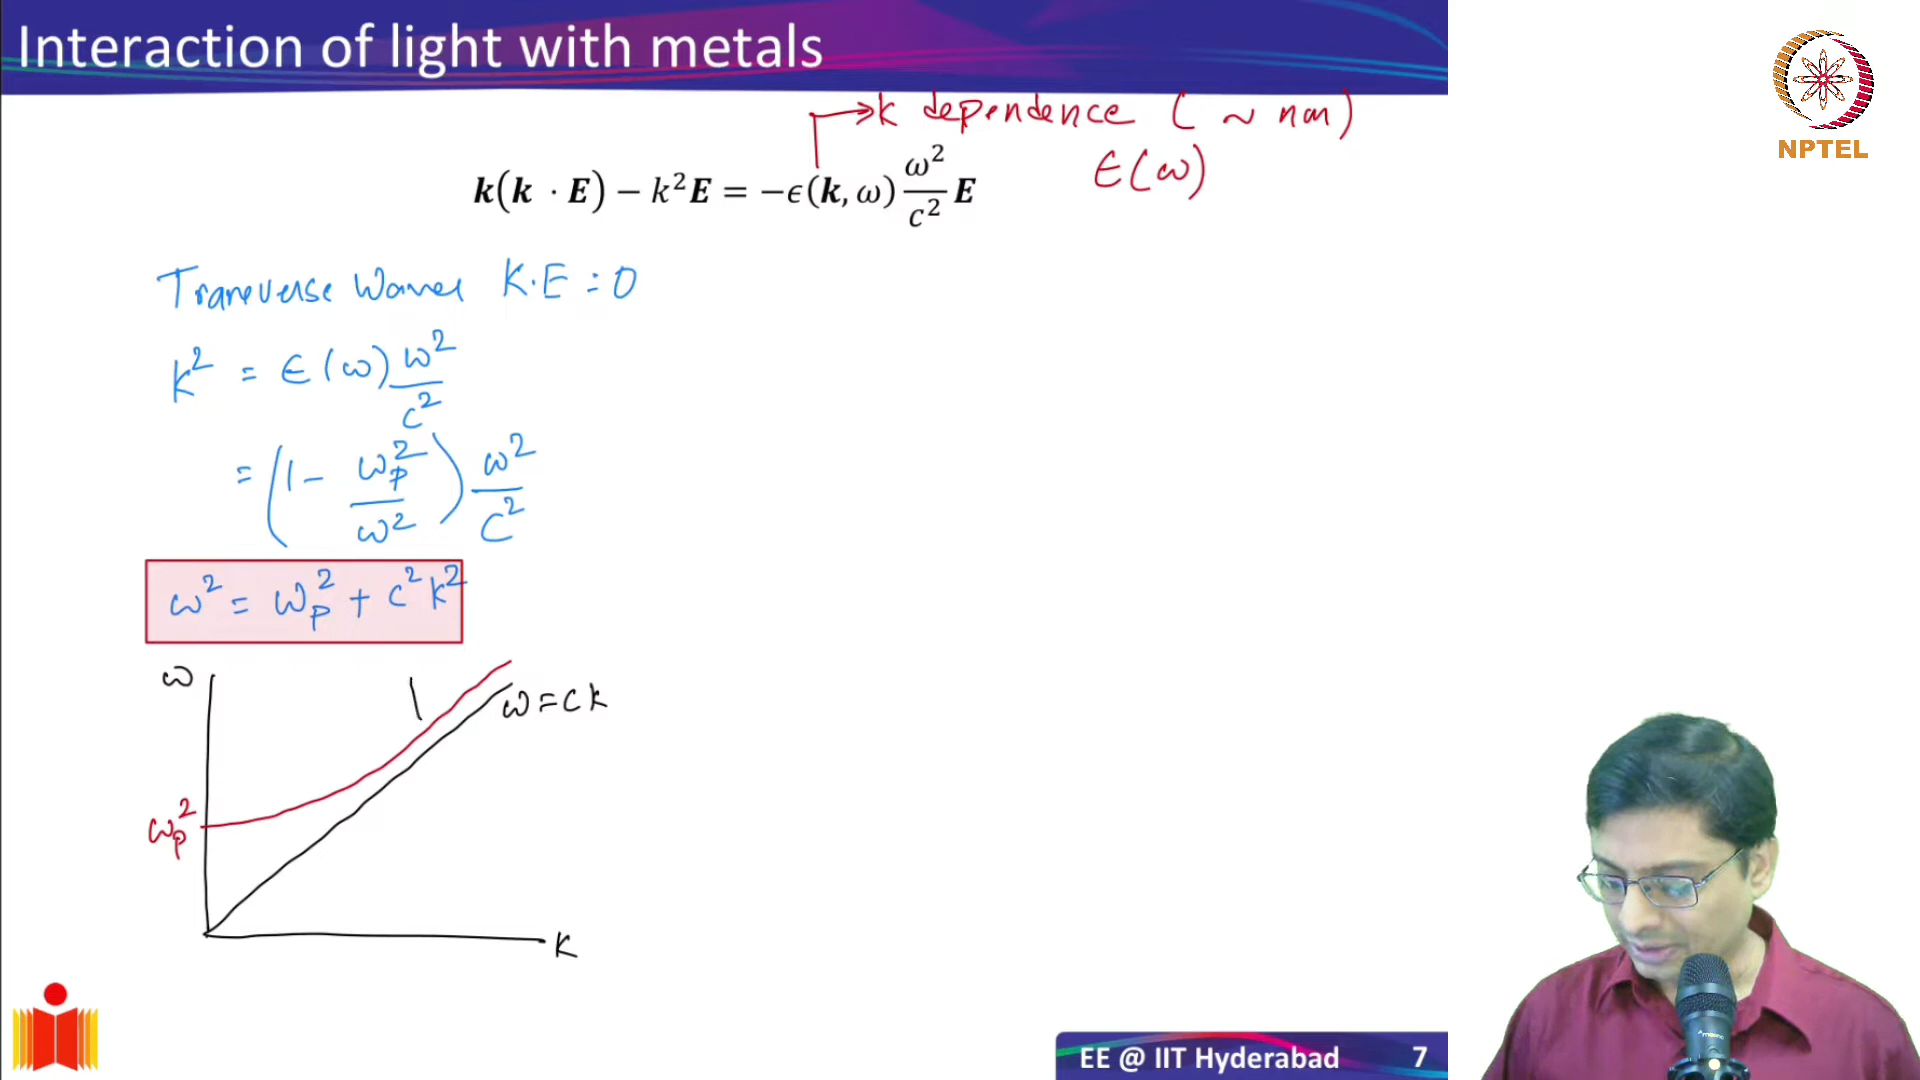 Interaction of light with metals
NPTEL
→ k dependence (~ nm)
ϵ(ω)
k(k · E) − k²E = −ϵ(k, ω) ω²/c² E
Tranverse Waves K.E = 0
k² = ϵ(ω) ω²/c²
= (1 − ωp²/ω²) ω²/c²
ω² = ωp² + c²k²
ω
ω = ck
ωp²
k
EE @ IIT Hyderabad 7